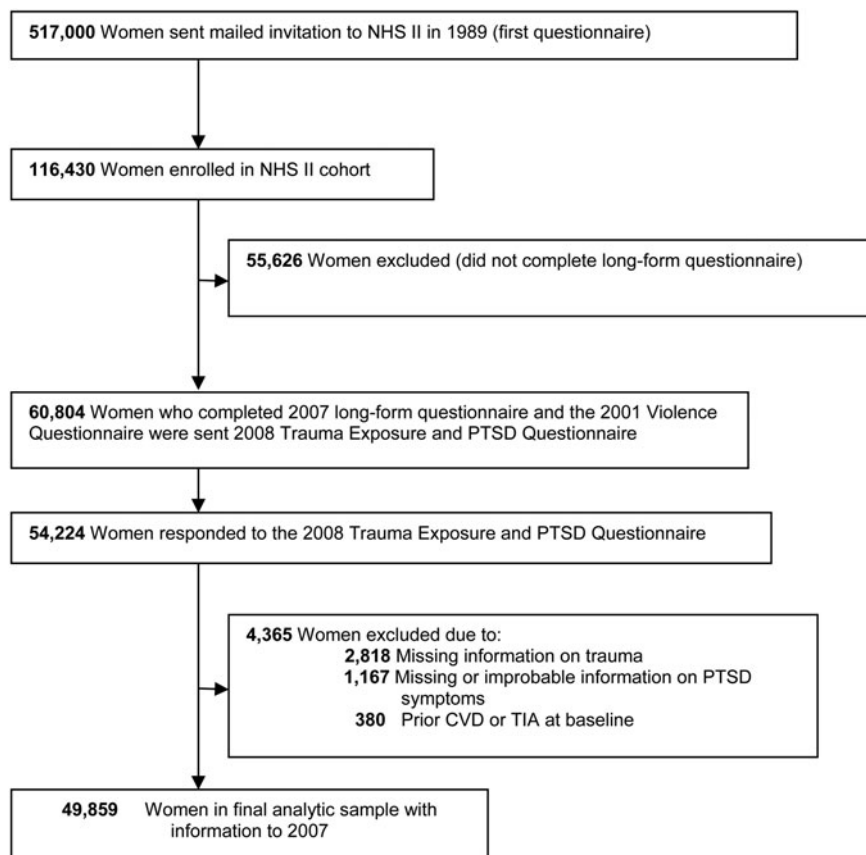 517,000 Women sent mailed invitation to NHS II in 1989 (first questionnaire)
116,430 Women enrolled in NHS II cohort
55,626 Women excluded (did not complete long-form questionnaire)
60,804 Women who completed 2007 long-form questionnaire and the 2001 Violence
Questionnaire were sent 2008 Trauma Exposure and PTSD Questionnaire
54,224 Women responded to the 2008 Trauma Exposure and PTSD Questionnaire
4,365 Women excluded due to:
2,818 Missing information on trauma
1,167 Missing or improbable information on PTSD
symptoms
380 Prior CVD or TIA at baseline
49,859 Women in final analytic sample with
information to 2007